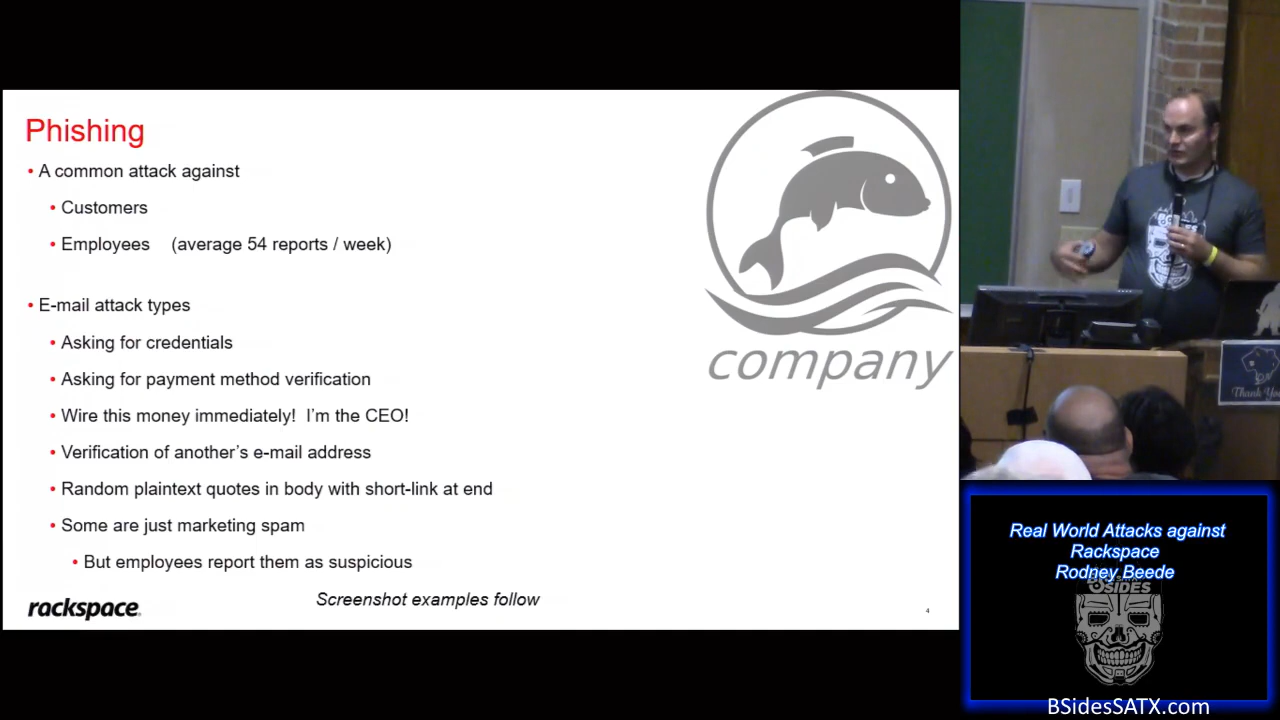 Phishing
• A common attack against
• Customers
• Employees (average 54 reports / week)
• E-mail attack types
• Asking for credentials
• Asking for payment method verification
• Wire this money immediately! I'm the CEO!
• Verification of another's e-mail address
• Random plaintext quotes in body with short-link at end
• Some are just marketing spam
• But employees report them as suspicious
Screenshot examples follow
rackspace.
4
company
Thank You
Real World Attacks against
Rackspace
Rodney Beede
BSIDES
BSidesSATX.com